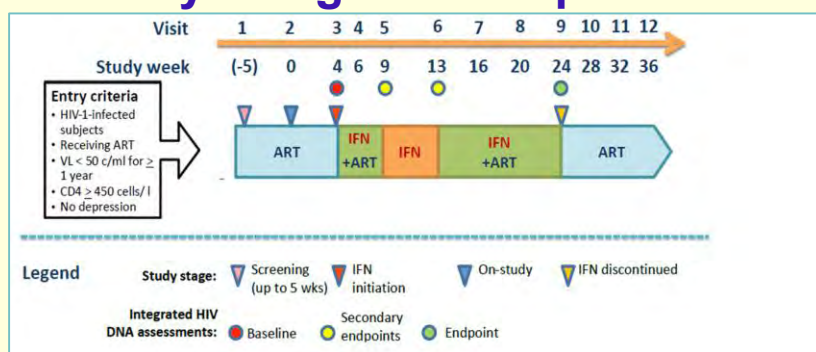 Visit 1 2 3 4 5 6 7 8 9 10 11 12
Study week (-5) 0 4 6 9 13 16 20 24 28 32 36
Entry criteria
• HIV-1-infected
subjects
• Receiving ART
• VL < 50 c/ml for ≥
1 year
• CD4 ≥ 450 cells/ l
• No depression
ART
IFN
+ART
IFN
IFN
+ART
ART
Legend
Study stage:
Screening
(up to 5 wks)
IFN
initiation
On-study
IFN discontinued
Integrated HIV
DNA assessments:
Baseline
Secondary
endpoints
Endpoint